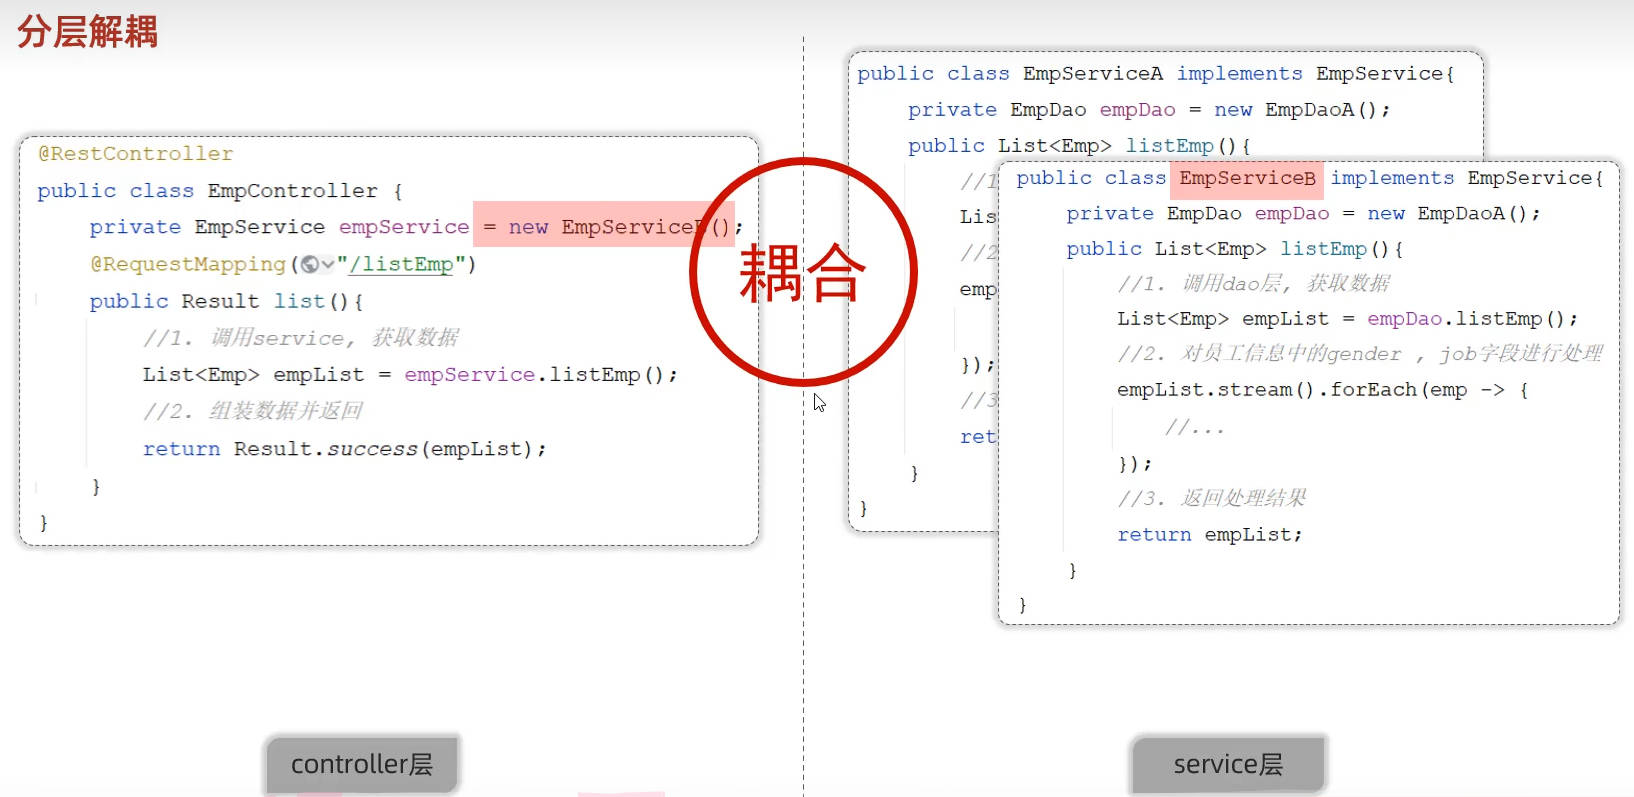 分层解耦
@RestController
public class EmpController {
private EmpService empService = new EmpServiceB();
@RequestMapping("/listEmp")
public Result list(){
//1. 调用service, 获取数据
List<Emp> empList = empService.listEmp();
//2. 组装数据并返回
return Result.success(empList);
}
}
耦合
public class EmpServiceA implements EmpService{
private EmpDao empDao = new EmpDaoA();
public List<Emp> listEmp(){
//1
Lis
//2
emp
});
//3
ret
}
}
public class EmpServiceB implements EmpService{
private EmpDao empDao = new EmpDaoA();
public List<Emp> listEmp(){
//1. 调用dao层, 获取数据
List<Emp> empList = empDao.listEmp();
//2. 对员工信息中的gender , job字段进行处理
empList.stream().forEach(emp -> {
//...
});
//3. 返回处理结果
return empList;
}
}
controller层
service层